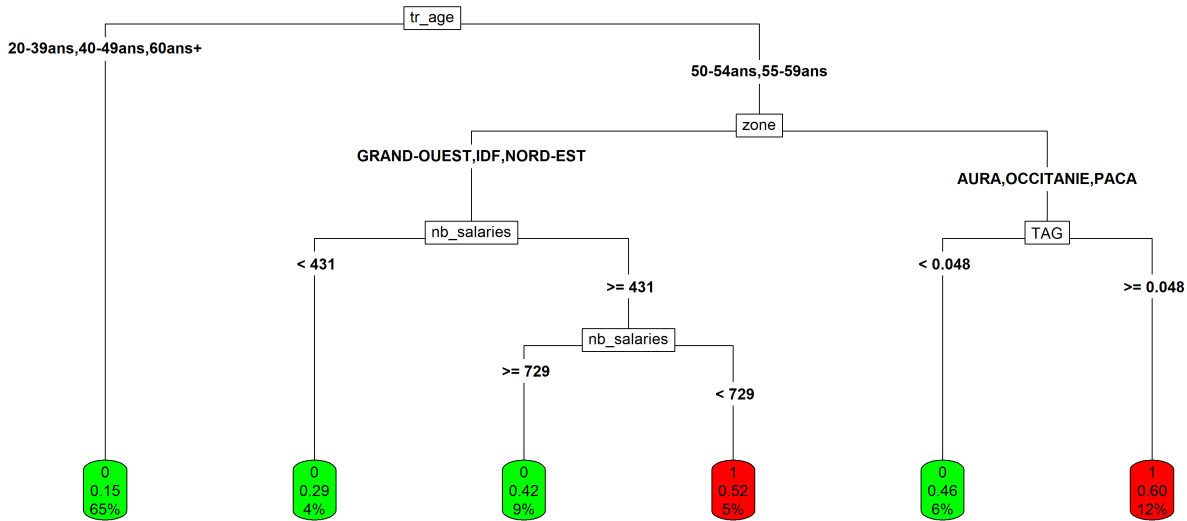 tr_age
20-39ans,40-49ans,60ans+
50-54ans,55-59ans
zone
GRAND-OUEST,IDF,NORD-EST
AURA,OCCITANIE,PACA
nb_salaries
TAG
< 431
>= 431
< 0.048
>= 0.048
nb_salaries
>= 729
< 729
0
0.15
65%
0
0.29
4%
0
0.42
9%
1
0.52
5%
0
0.46
6%
1
0.60
12%